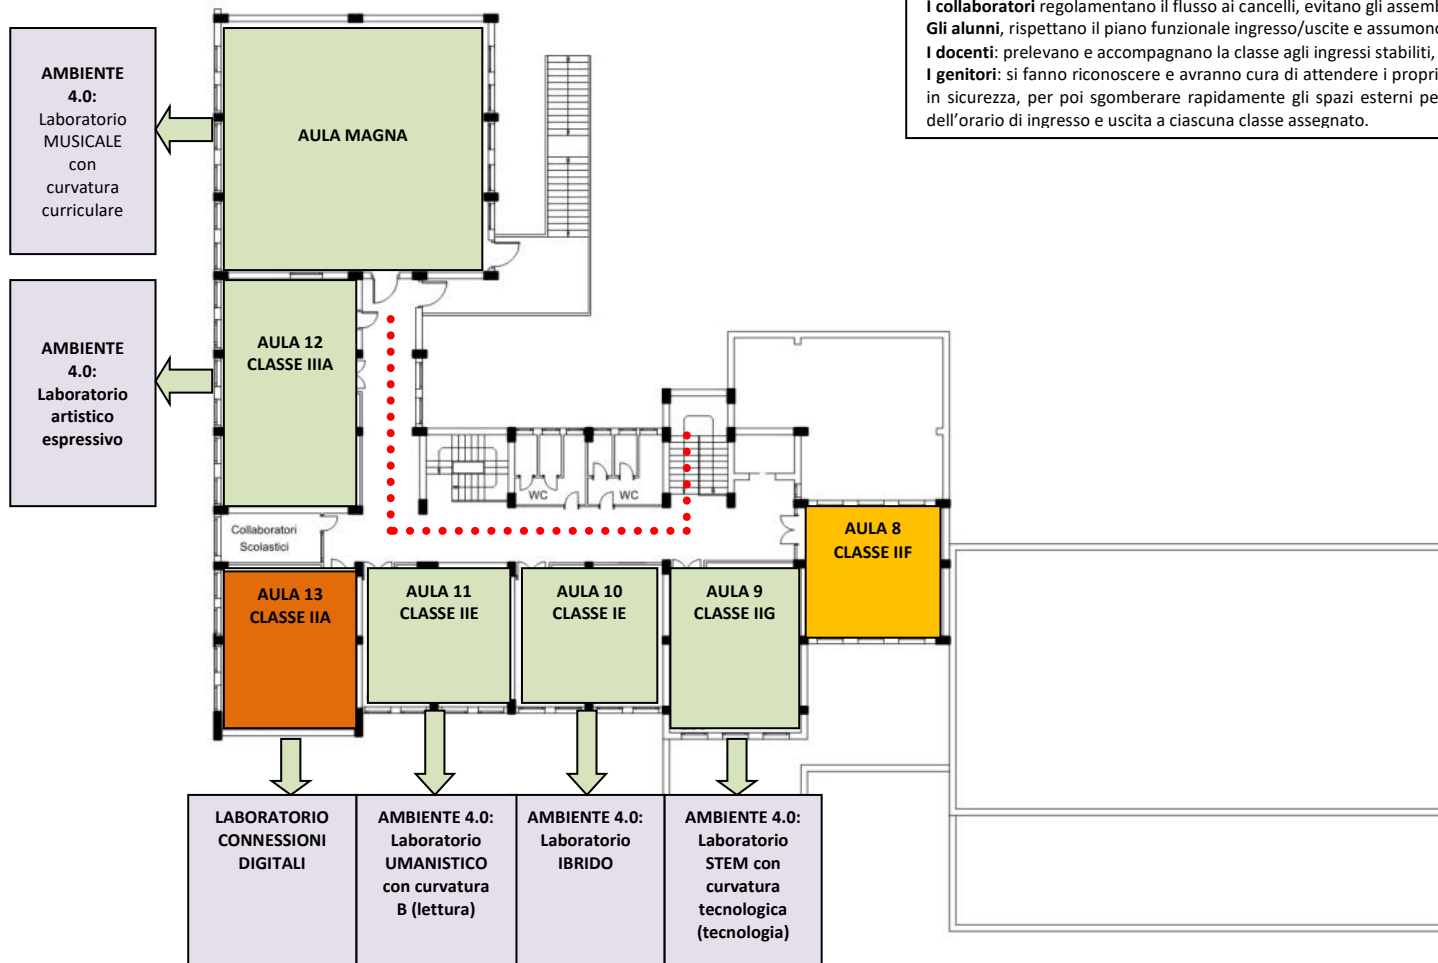 I collaboratori regolamentano il flusso ai cancelli, evitano gli assemb
Gli alunni, rispettano il piano funzionale ingresso/uscite e assumono
I docenti: prelevano e accompagnano la classe agli ingressi stabiliti,
I genitori: si fanno riconoscere e avranno cura di attendere i propri
in sicurezza, per poi sgomberare rapidamente gli spazi esterni pe
dell'orario di ingresso e uscita a ciascuna classe assegnato.
AMBIENTE
4.0:
Laboratorio
MUSICALE
con
curvatura
curriculare
AULA MAGNA
AMBIENTE
4.0:
Laboratorio
artistico
espressivo
AULA 12
CLASSE IIIA
WC
WC
Collaboratori
Scolastici
AULA 8
CLASSE IIF
AULA 13
CLASSE IIA
AULA 11
CLASSE IIE
AULA 10
CLASSE IE
AULA 9
CLASSE IIG
LABORATORIO
CONNESSIONI
DIGITALI
AMBIENTE 4.0:
Laboratorio
UMANISTICO
con curvatura
B (lettura)
AMBIENTE 4.0:
Laboratorio
IBRIDO
AMBIENTE 4.0:
Laboratorio
STEM con
curvatura
tecnologica
(tecnologia)